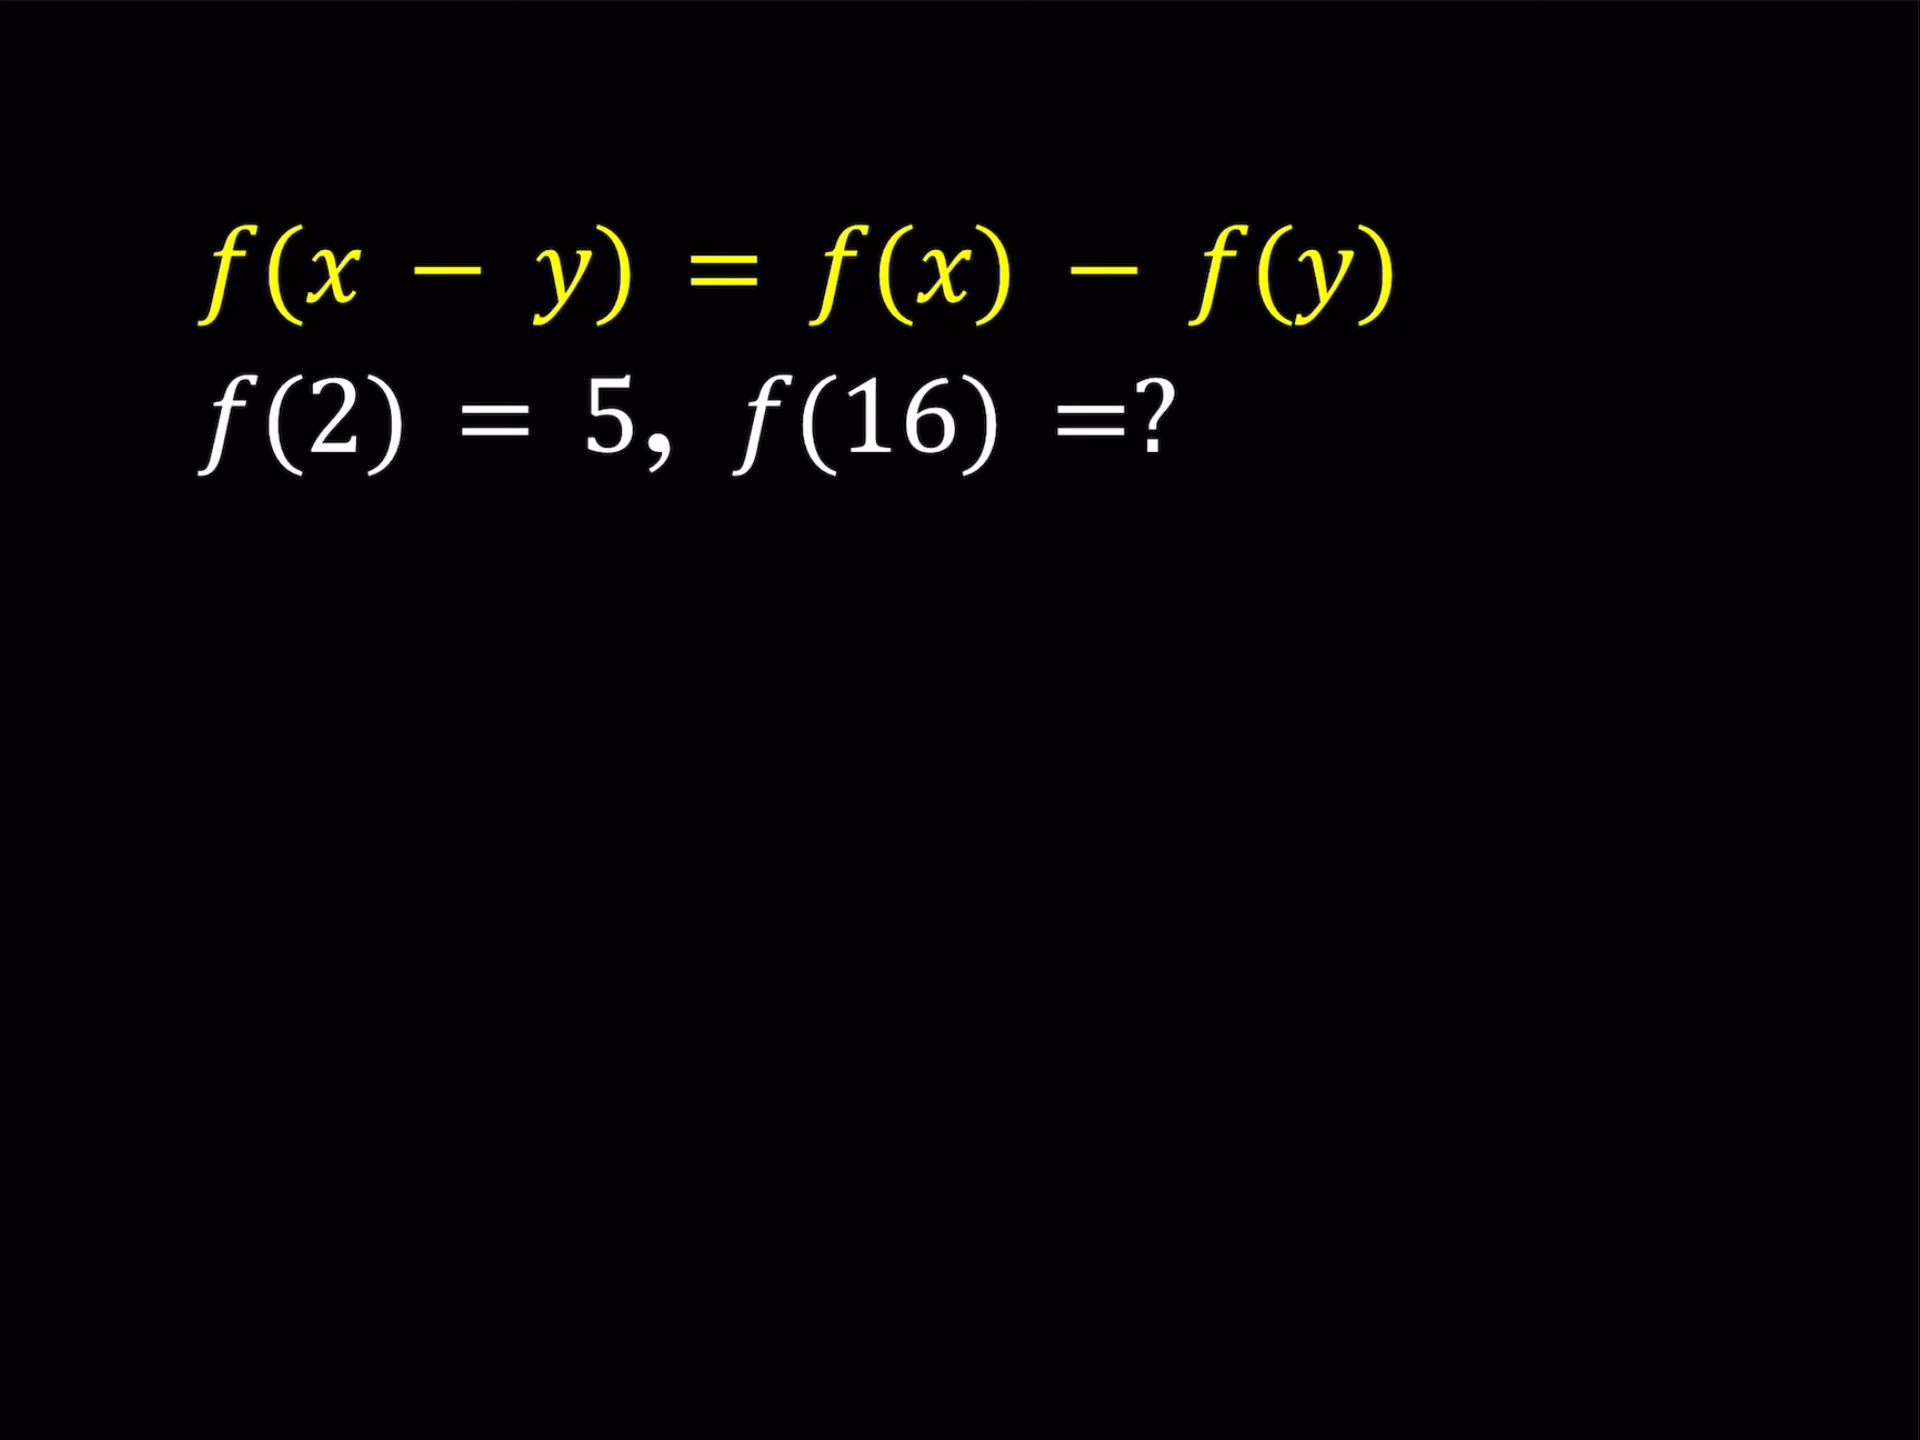 f(x − y) = f(x) − f(y)
f(2) = 5, f(16) =?